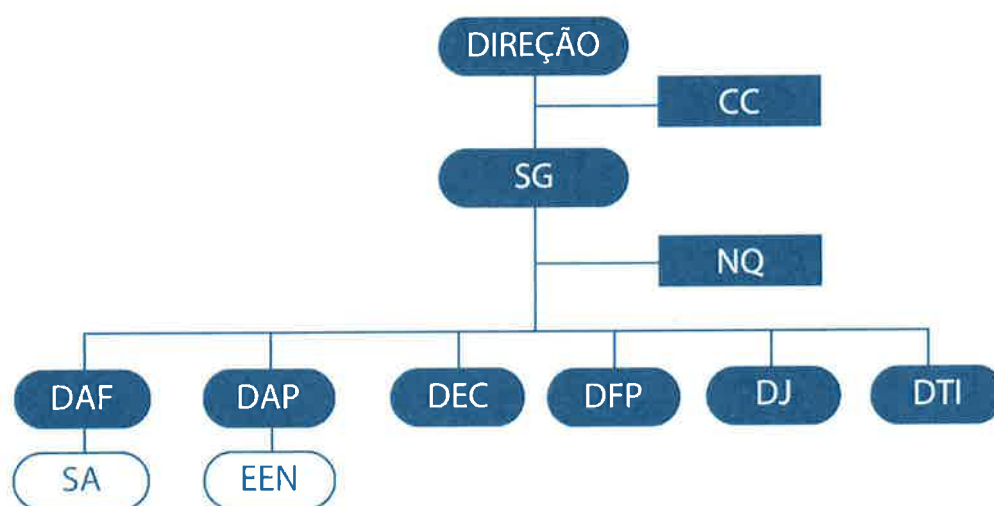 DIREÇÃO
CC
SG
NQ
DAF
DAP
DEC
DFP
DJ
DTI
SA
EEN